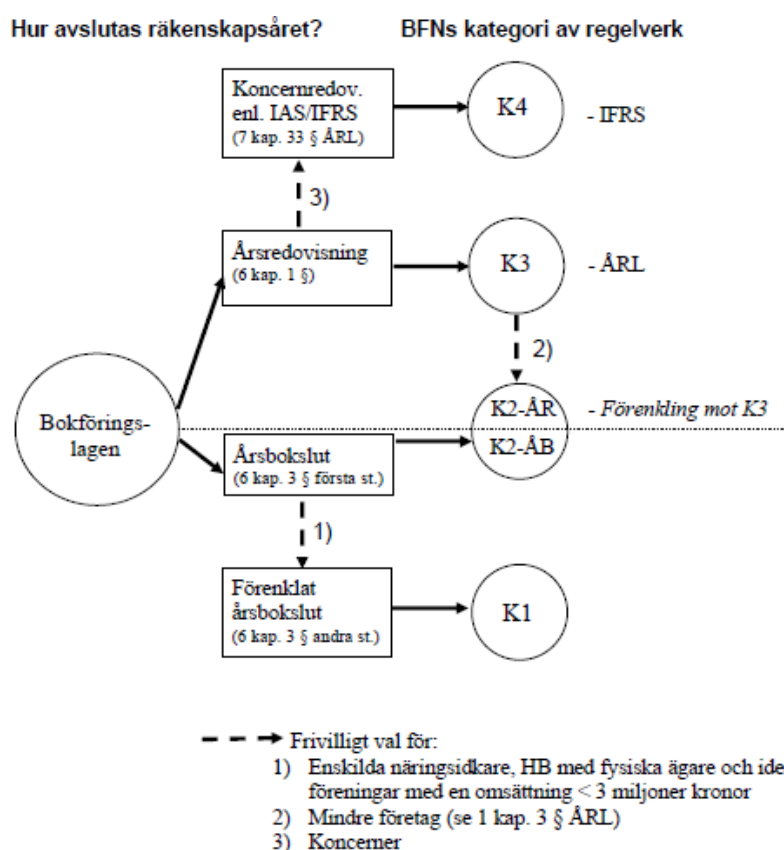 Hur avslutas räkenskapsåret?
BFNs kategori av regelverk
Koncernredov.
enl. IAS/IFRS
(7 kap. 33 § ÅRL)
K4
- IFRS
3)
Årsredovisning
(6 kap. 1 §)
K3
- ÅRL
2)
Bokförings-
lagen
K2-ÅR
- Förenkling mot K3
K2-ÅB
Årsbokslut
(6 kap. 3 § första st.)
1)
Förenklat
årsbokslut
(6 kap. 3 § andra st.)
K1
Frivilligt val för:
1) Enskilda näringsidkare, HB med fysiska ägare och ide
föreningar med en omsättning < 3 miljoner kronor
2) Mindre företag (se 1 kap. 3 § ÅRL)
3) Koncerner